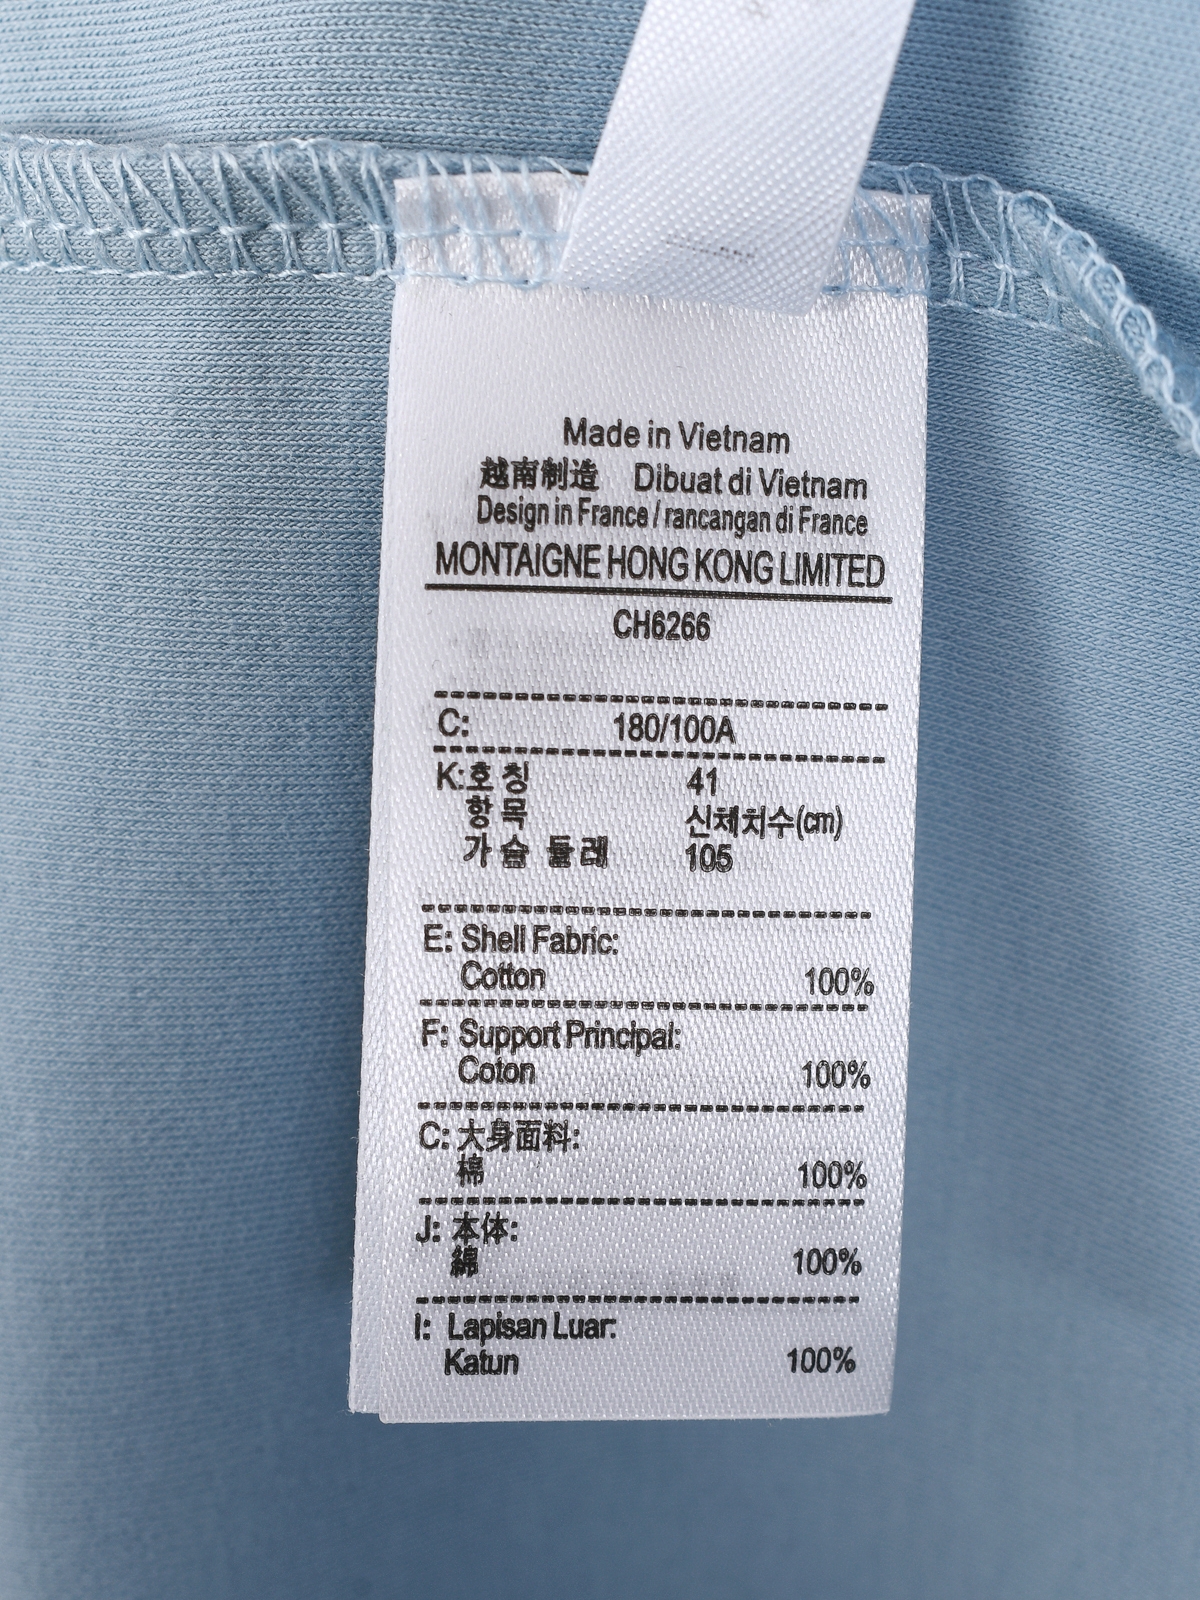 Made in Vietnam
越南制造 Dibuat di Vietnam
Design in France / rancangan di France
MONTAIGNE HONG KONG LIMITED
CH6266
C: 180/100A
K:호 칭 41
항 목 신체치수(cm)
가 슴 둘 레 105
E: Shell Fabric:
Cotton 100%
F: Support Principal:
Coton 100%
C: 大身面料:
棉 100%
J: 本体:
綿 100%
I: Lapisan Luar:
Katun 100%